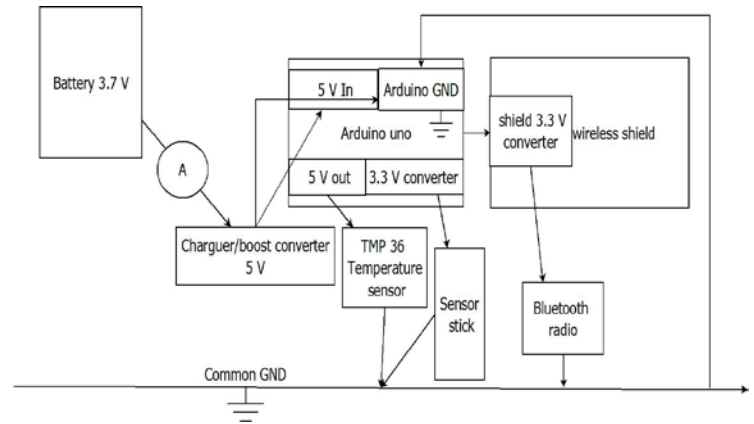 Battery 3.7 V
A
Charguer/boost converter
5 V
5 V In
Arduino GND
Arduino uno
5 V out
3.3 V converter
shield 3.3 V
converter
wireless shield
TMP 36
Temperature
sensor
Sensor
stick
Bluetooth
radio
Common GND